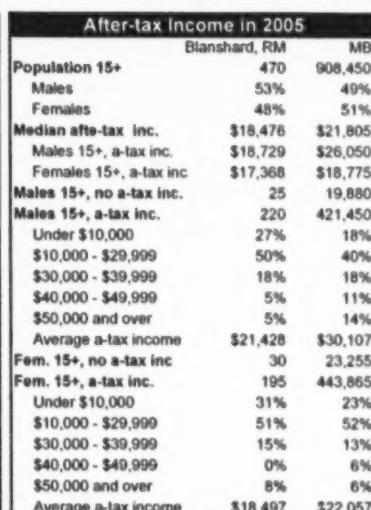 After-tax Income in 2005
Blanshard, RM MB
Population 15+ 470 908,450
Males 53% 49%
Females 48% 51%
Median afte-tax inc. $18,476 $21,805
Males 15+, a-tax inc. $18,729 $26,050
Females 15+, a-tax inc $17,368 $18,775
Males 15+, no a-tax inc. 25 19,880
Males 15+, a-tax inc. 220 421,450
Under $10,000 27% 18%
$10,000 - $29,999 50% 40%
$30,000 - $39,999 18% 18%
$40,000 - $49,999 5% 11%
$50,000 and over 5% 14%
Average a-tax income $21,428 $30,107
Fem. 15+, no a-tax inc 30 23,255
Fem. 15+, a-tax inc. 195 443,865
Under $10,000 31% 23%
$10,000 - $29,999 51% 52%
$30,000 - $39,999 15% 13%
$40,000 - $49,999 0% 6%
$50,000 and over 8% 6%
Average a-tax income $18,497 $22,057